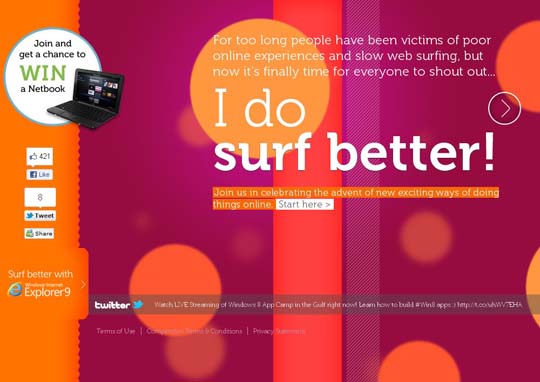 Join and
get a chance to
WIN
a Netbook
For too long people have been victims of poor
online experiences and slow web surfing, but
now it's finally time for everyone to shout out...
I do
surf better!
Join us in celebrating the advent of new exciting ways of doing
things online. Start here >
421
Like
8
Tweet
Share
Surf better with
Windows Internet
Explorer 9
twitter
Watch LIVE Streaming of Windows 8 App Camp in the Gulf right now! Learn how to build #Win8 apps :)
Terms of Use | Competition Terms & Conditions | Privacy Statement